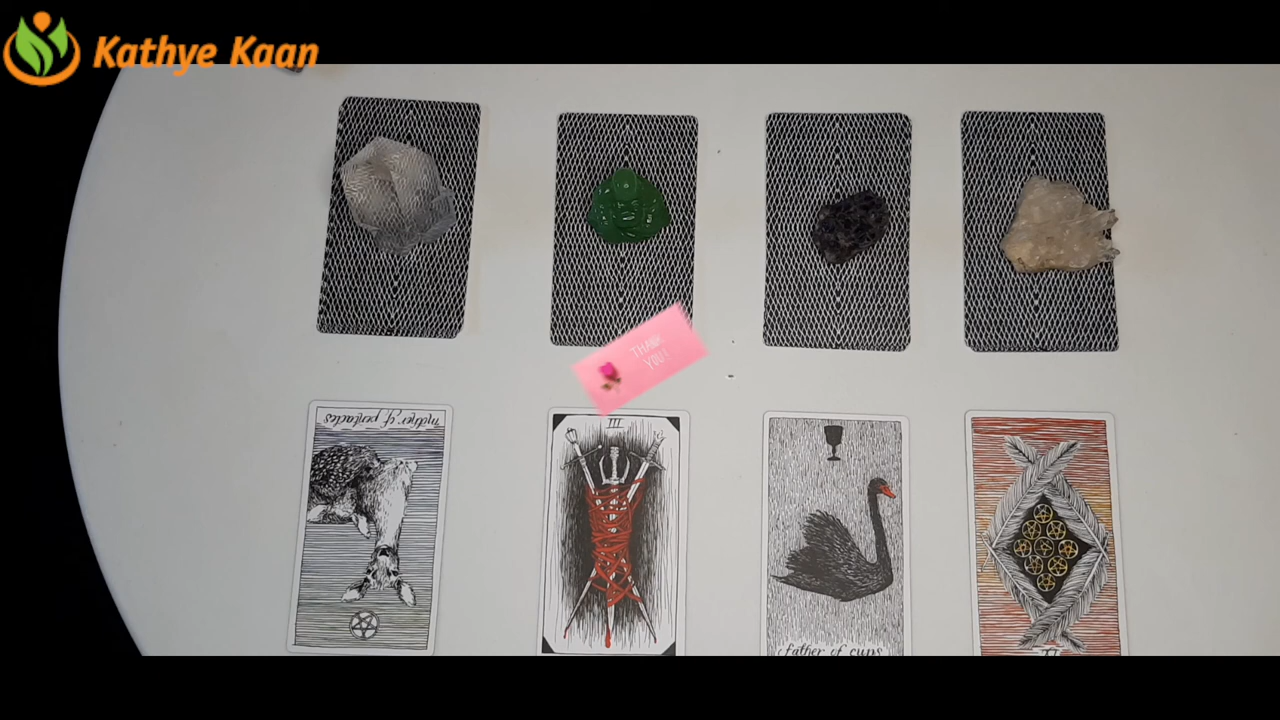 Kathye Kaan
THANK
YOU!
mother of pentacles
III
father of cups